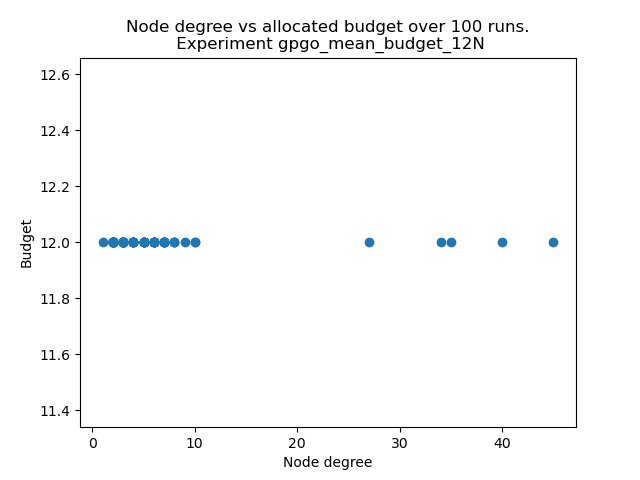 Node degree vs allocated budget over 100 runs.
Experiment gpgo_mean_budget_12N
12.6
12.4
12.2
12.0
11.8
11.6
11.4
Budget
0 10 20 30 40
Node degree